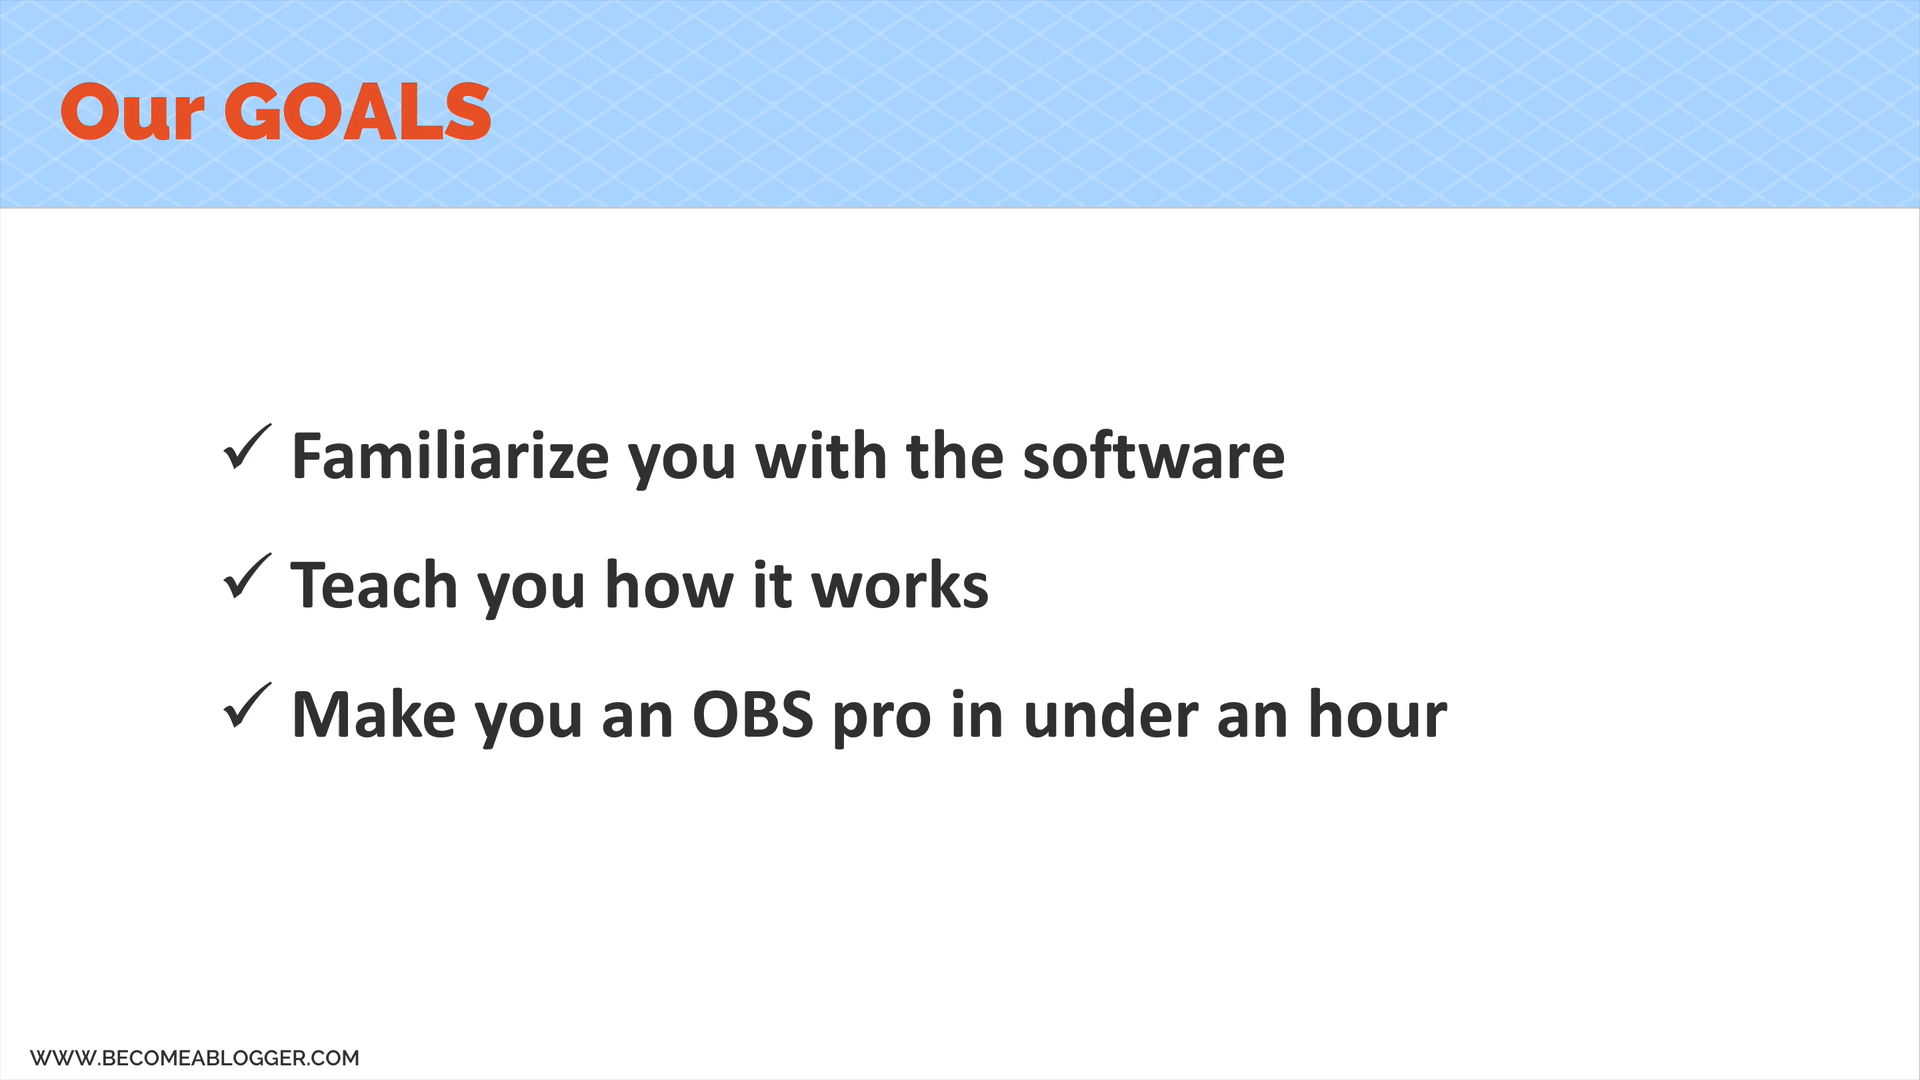 Our GOALS
✓ Familiarize you with the software
✓ Teach you how it works
✓ Make you an OBS pro in under an hour
WWW.BECOMEABLOGGER.COM